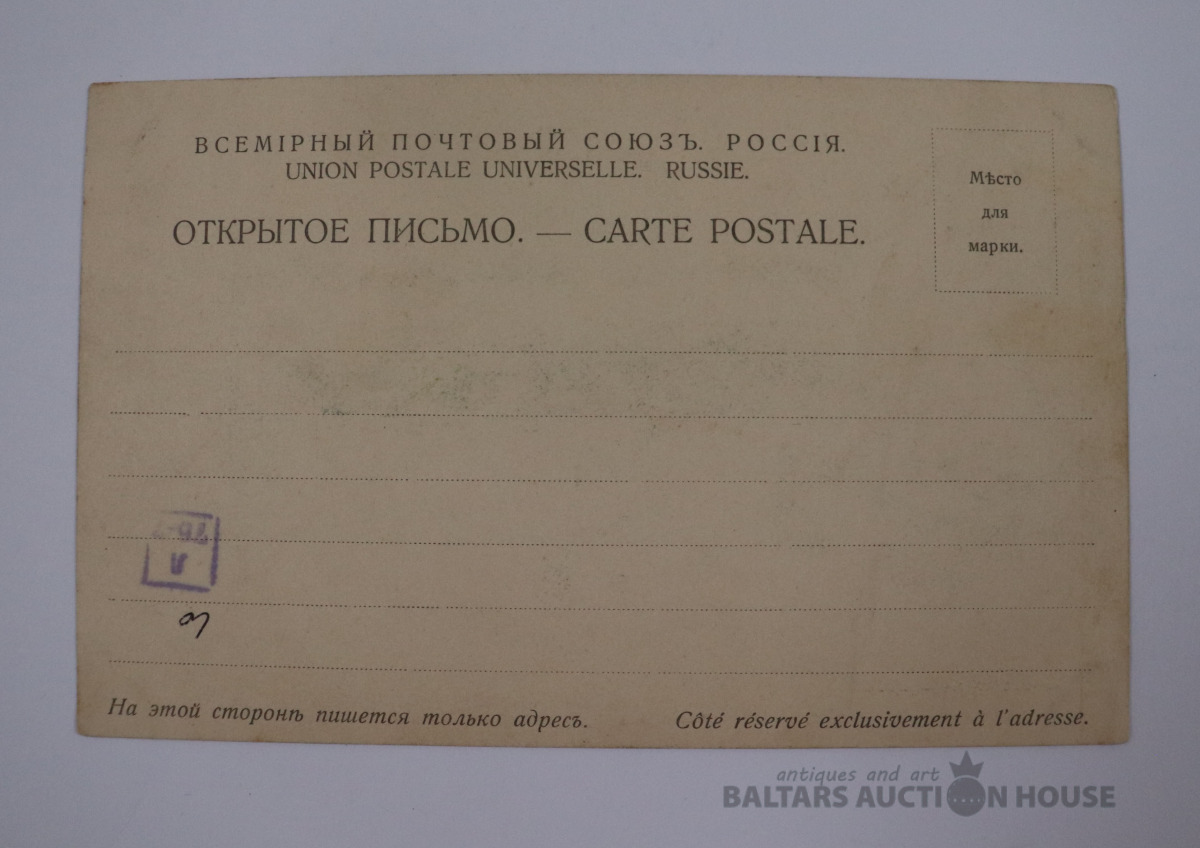 ВСЕМІРНЫЙ ПОЧТОВЫЙ СОЮЗЪ. РОССІЯ.
UNION POSTALE UNIVERSELLE. RUSSIE.
ОТКРЫТОЕ ПИСЬМО. — CARTE POSTALE.
Мѣсто
для
марки.
На этой сторонѣ пишется только адресъ.
Côté réservé exclusivement à l'adresse.
antiques and art
BALTARS AUCTION HOUSE